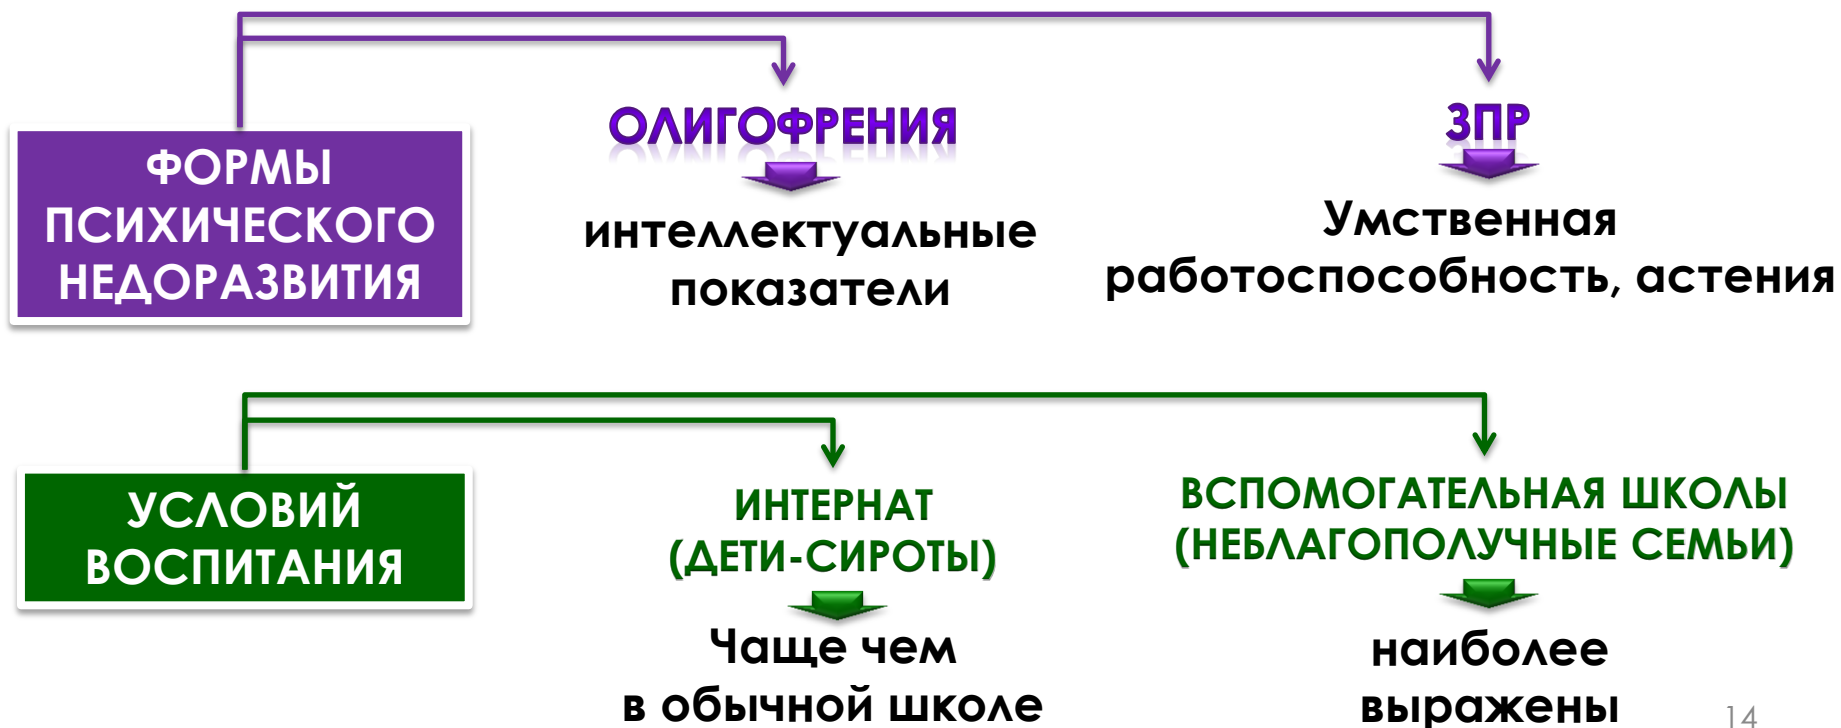 ФОРМЫ
ПСИХИЧЕСКОГО
НЕДОРАЗВИТИЯ
ОЛИГОФРЕНИЯ
интеллектуальные
показатели
ЗПР
Умственная
работоспособность, астения
УСЛОВИЙ
ВОСПИТАНИЯ
ИНТЕРНАТ
(ДЕТИ-СИРОТЫ)
Чаще чем
в обычной школе
ВСПОМОГАТЕЛЬНАЯ ШКОЛЫ
(НЕБЛАГОПОЛУЧНЫЕ СЕМЬИ)
наиболее
выражены
14